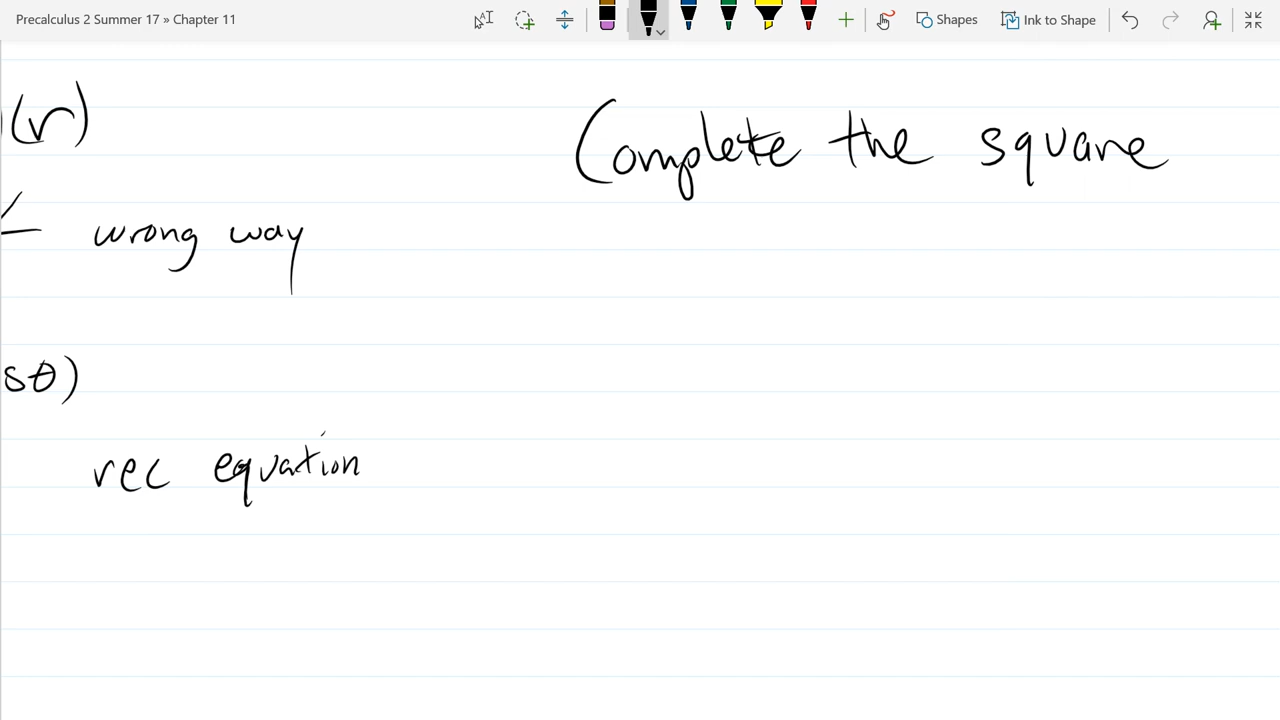 Precalculus 2 Summer 17 » Chapter 11
Shapes
Ink to Shape
(r)
Complete the square
← wrong way
sθ)
rec equation